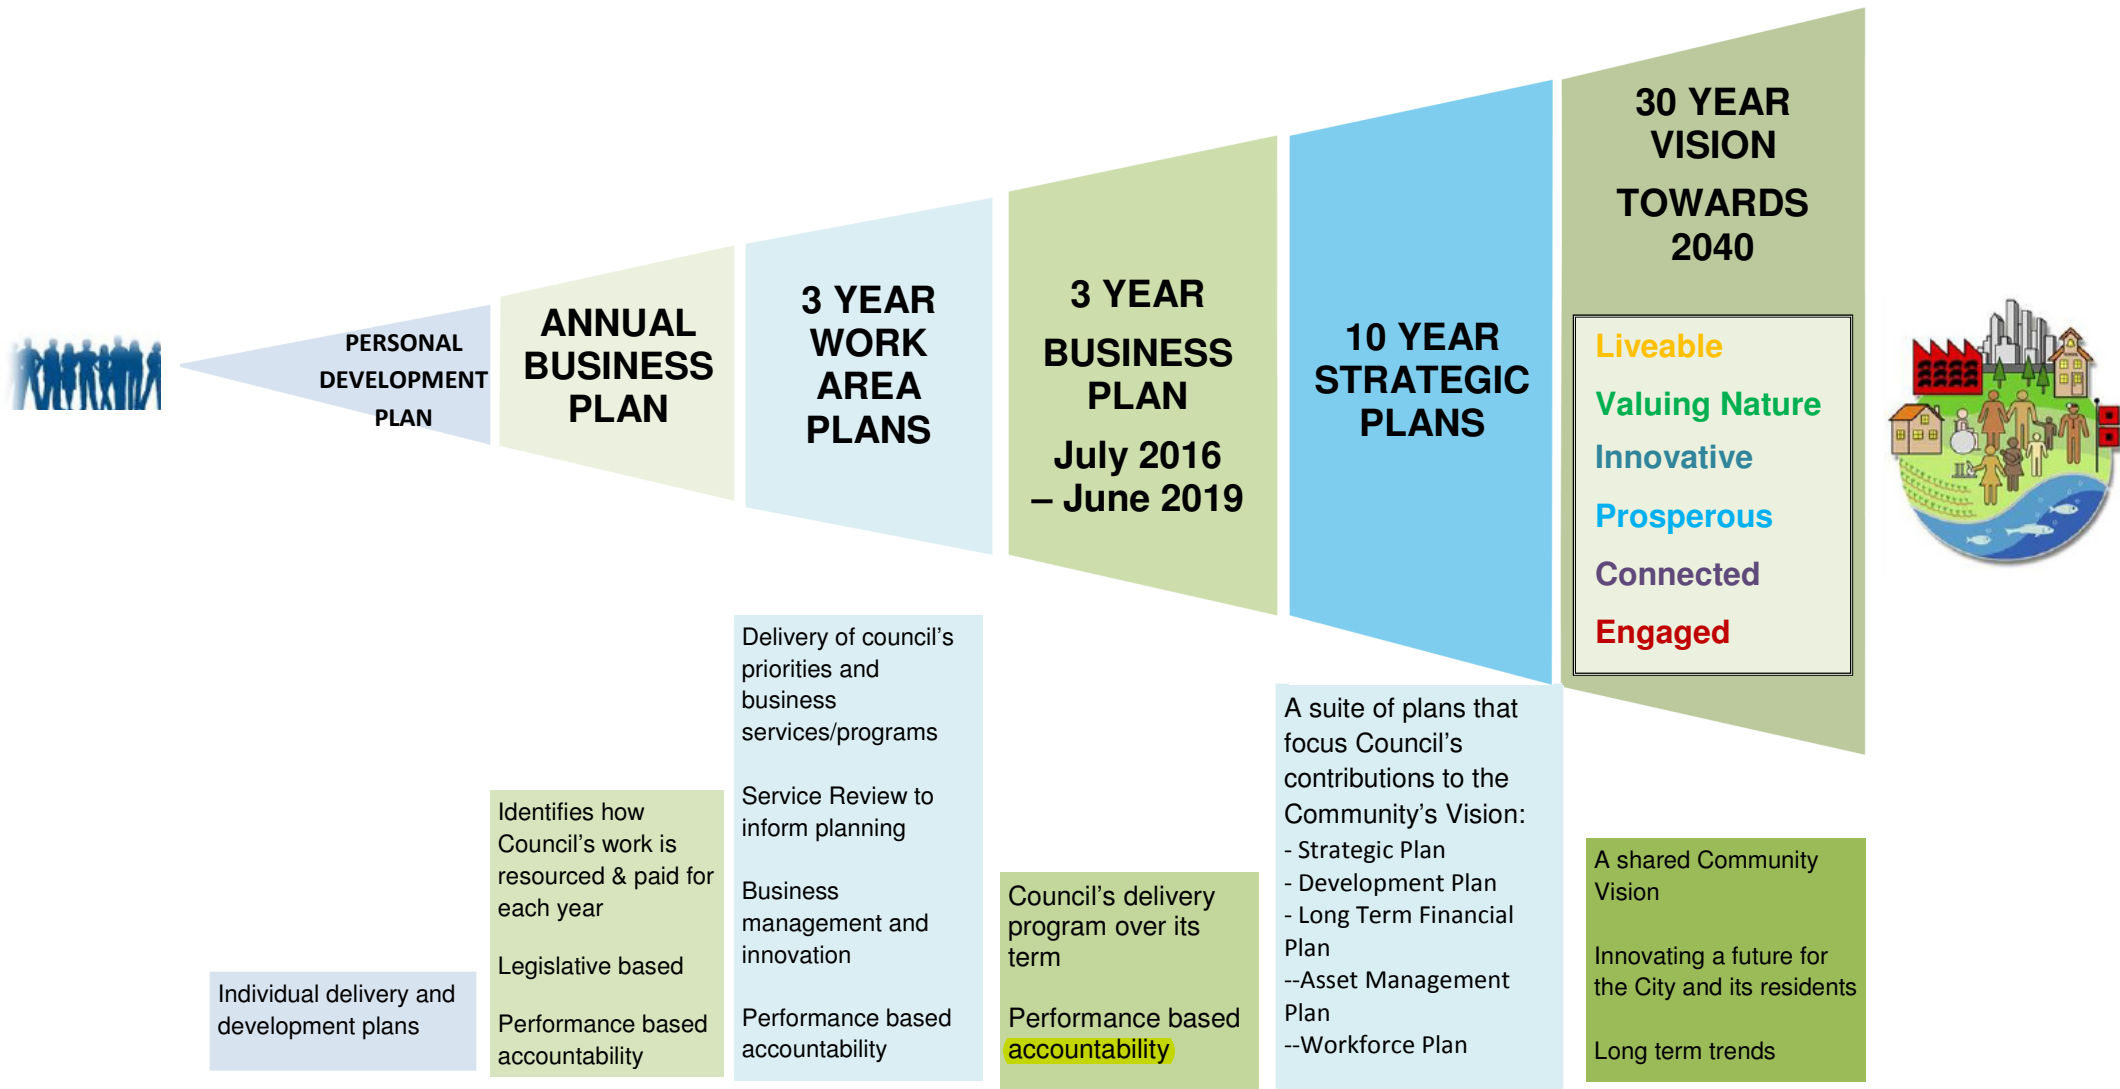 PERSONAL
DEVELOPMENT
PLAN
ANNUAL
BUSINESS
PLAN
3 YEAR
WORK
AREA
PLANS
3 YEAR
BUSINESS
PLAN
July 2016
– June 2019
10 YEAR
STRATEGIC
PLANS
30 YEAR
VISION
TOWARDS
2040
Liveable
Valuing Nature
Innovative
Prosperous
Connected
Engaged
Individual delivery and
development plans
Identifies how
Council’s work is
resourced & paid for
each year
Legislative based
Performance based
accountability
Delivery of council’s
priorities and
business
services/programs
Service Review to
inform planning
Business
management and
innovation
Performance based
accountability
Council’s delivery
program over its
term
Performance based
accountability
A suite of plans that
focus Council’s
contributions to the
Community’s Vision:
- Strategic Plan
- Development Plan
- Long Term Financial
Plan
--Asset Management
Plan
--Workforce Plan
A shared Community
Vision
Innovating a future for
the City and its residents
Long term trends